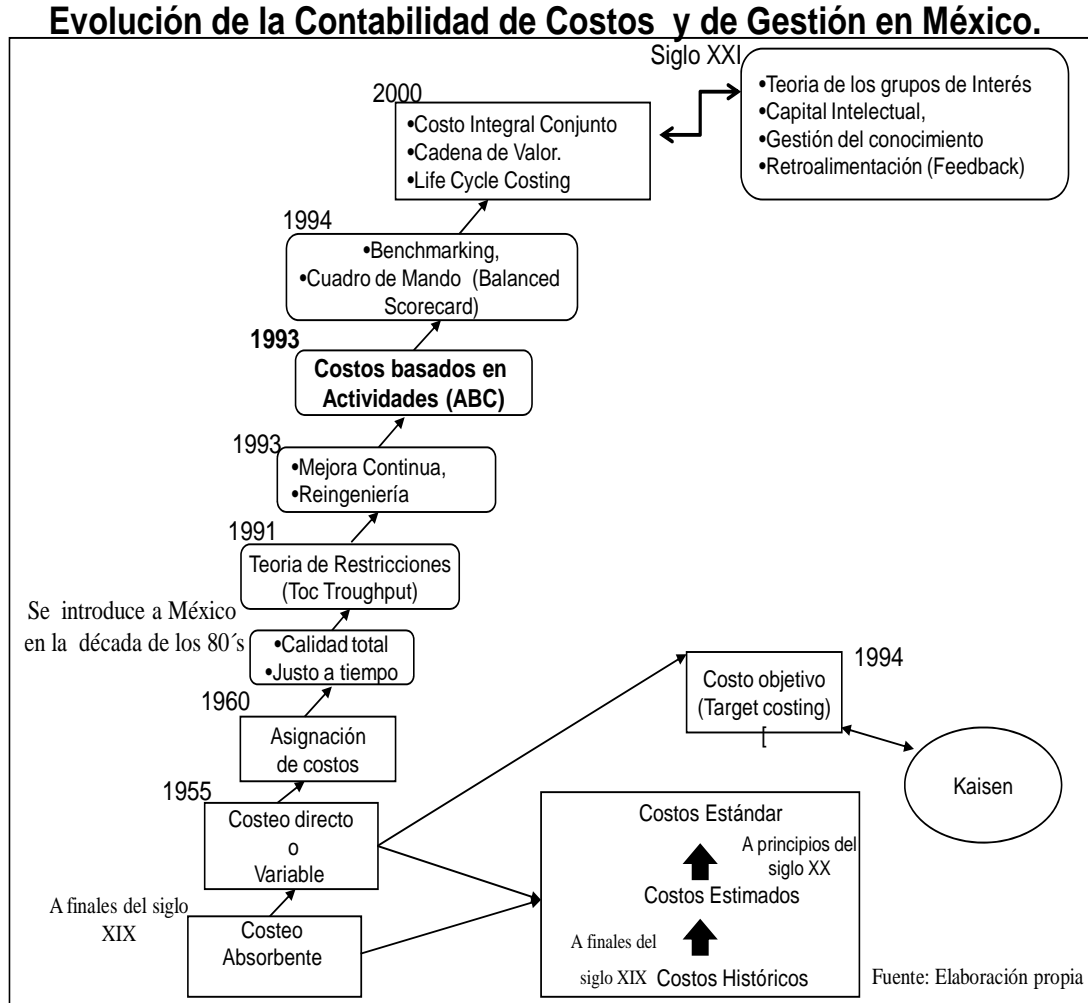 Evolución de la Contabilidad de Costos y de Gestión en México.
Siglo XXI
•Teoria de los grupos de Interés
•Capital Intelectual,
•Gestión del conocimiento
•Retroalimentación (Feedback)
2000
•Costo Integral Conjunto
•Cadena de Valor.
•Life Cycle Costing
1994
•Benchmarking,
•Cuadro de Mando (Balanced
Scorecard)
1993
Costos basados en
Actividades (ABC)
1993
•Mejora Continua,
•Reingeniería
1991
Teoria de Restricciones
(Toc Troughput)
Se introduce a México
en la década de los 80´s
•Calidad total
•Justo a tiempo
1960
Asignación
de costos
1955
Costeo directo
o
Variable
A finales del siglo
XIX
Costeo
Absorbente
1994
Costo objetivo
(Target costing)
[
Kaisen
Costos Estándar
A principios del
siglo XX
Costos Estimados
A finales del
siglo XIX
Costos Históricos
Fuente: Elaboración propia